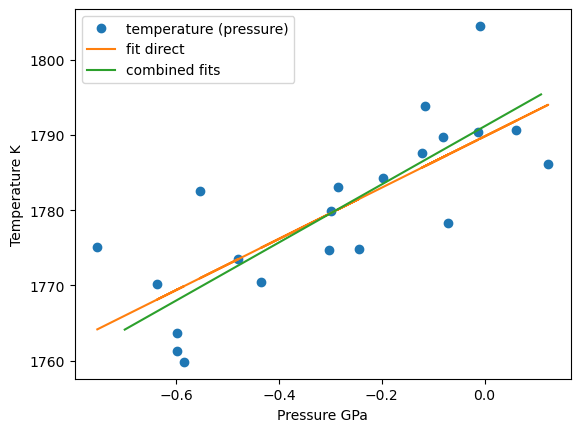 temperature (pressure)
fit direct
combined fits
Temperature K
1800
1790
1780
1770
1760
−0.6
−0.4
−0.2
0.0
Pressure GPa